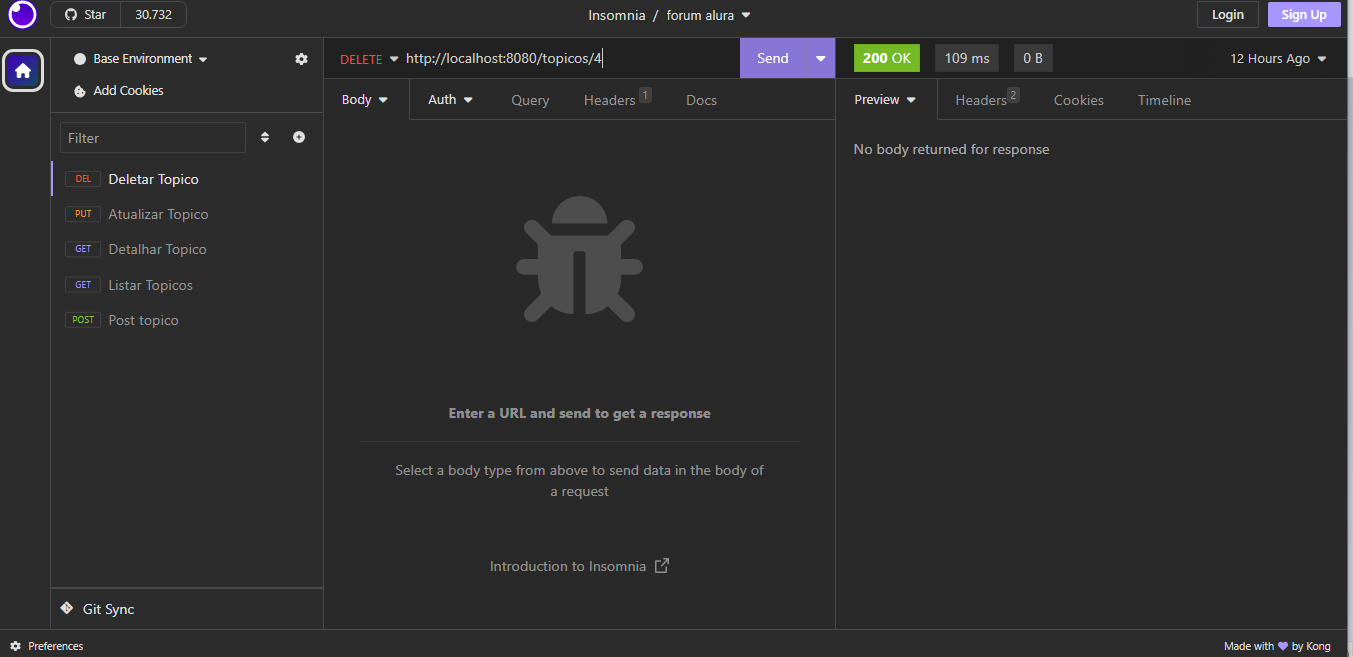 Star 30.732
Insomnia / forum alura
Login
Sign Up
Base Environment
Add Cookies
Filter
DEL Deletar Topico
PUT Atualizar Topico
GET Detalhar Topico
GET Listar Topicos
POST Post topico
Git Sync
DELETE http://localhost:8080/topicos/4
Send
Body
Auth
Query
Headers 1
Docs
Enter a URL and send to get a response
Select a body type from above to send data in the body of
a request
Introduction to Insomnia
200 OK
109 ms
0 B
12 Hours Ago
Preview
Headers 2
Cookies
Timeline
No body returned for response
Preferences
Made with by Kong